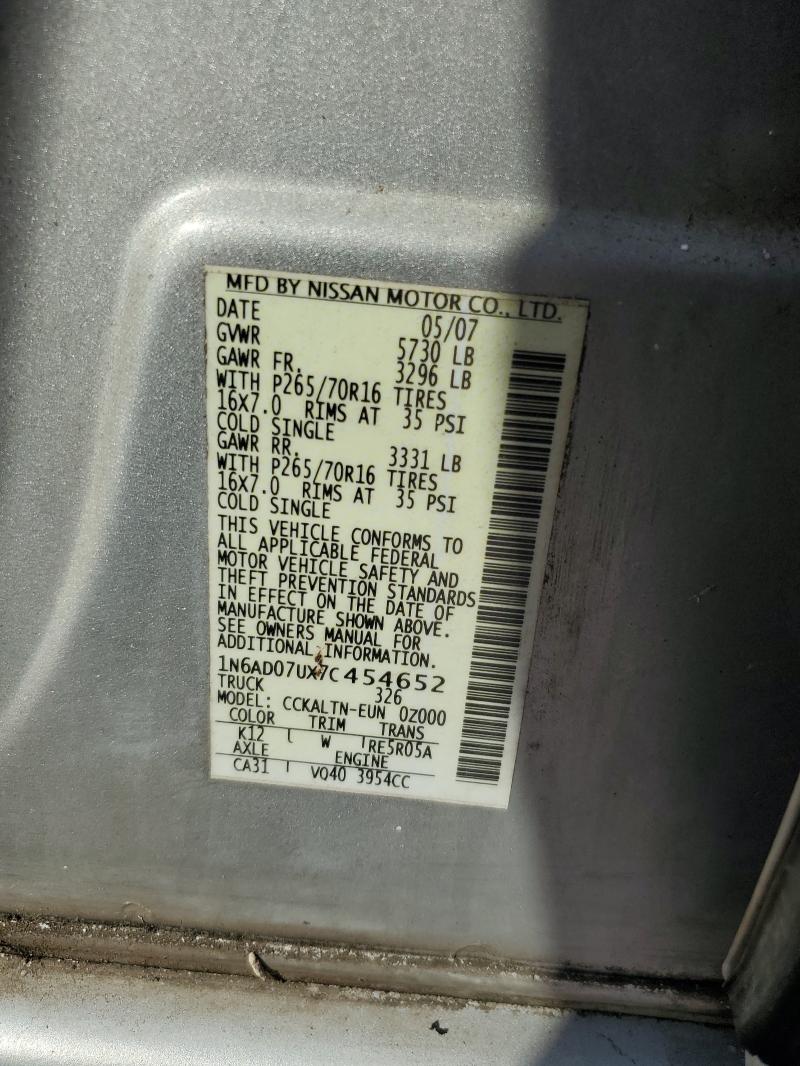 MFD BY NISSAN MOTOR CO., LTD.
DATE 05/07
GVWR 5730 LB
GAWR FR. 3296 LB
WITH P265/70R16 TIRES
16X7.0 RIMS AT 35 PSI
COLD SINGLE
GAWR RR. 3331 LB
WITH P265/70R16 TIRES
16X7.0 RIMS AT 35 PSI
COLD SINGLE
THIS VEHICLE CONFORMS TO
ALL APPLICABLE FEDERAL
MOTOR VEHICLE SAFETY AND
THEFT PREVENTION STANDARDS
IN EFFECT ON THE DATE OF
MANUFACTURE SHOWN ABOVE.
SEE OWNERS MANUAL FOR
ADDITIONAL INFORMATION.
1N6AD07UX7C454652
TRUCK 326
MODEL: CCKALTN-EUN 0Z000
COLOR TRIM TRANS
K12 W RE5R05A
AXLE ENGINE
CA31 VQ40 3954CC